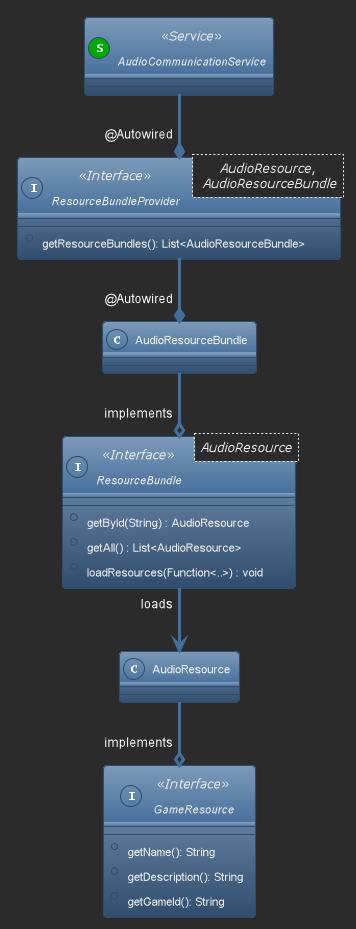 S
«Service»
AudioCommunicationService
@Autowired
I
«Interface»
ResourceBundleProvider
AudioResource,
AudioResourceBundle
getResourceBundles(): List<AudioResourceBundle>
@Autowired
C
AudioResourceBundle
implements
I
«Interface»
ResourceBundle
AudioResource
getById(String) : AudioResource
getAll() : List<AudioResource>
loadResources(Function<..>) : void
loads
C
AudioResource
implements
I
«Interface»
GameResource
getName(): String
getDescription(): String
getGameId(): String